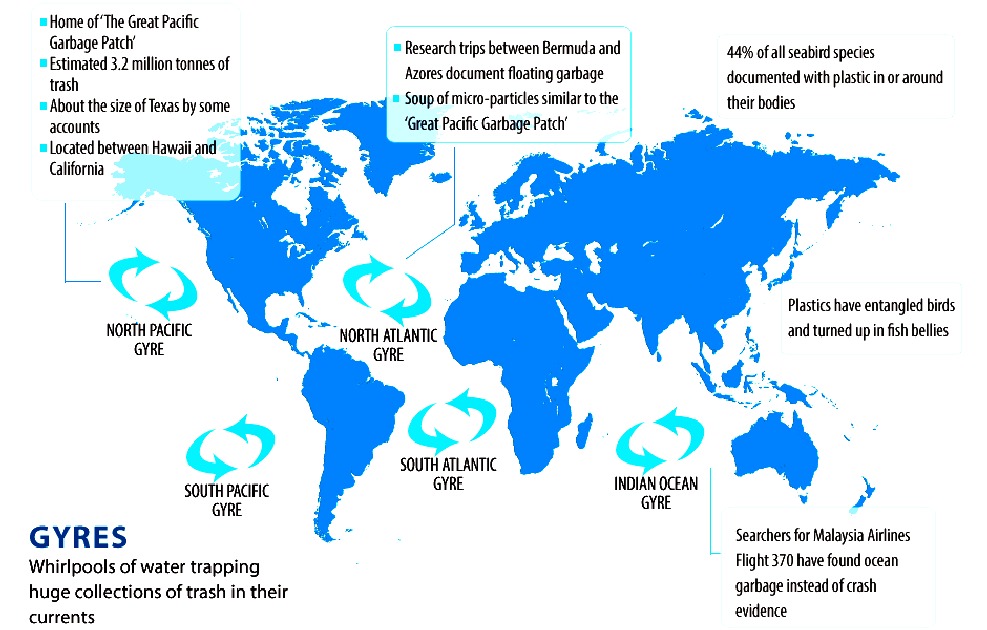 Home of 'The Great Pacific
Garbage Patch'
Estimated 3.2 million tonnes of
trash
About the size of Texas by some
accounts
Located between Hawaii and
California
Research trips between Bermuda and
Azores document floating garbage
Soup of micro-particles similar to the
'Great Pacific Garbage Patch'
44% of all seabird species
documented with plastic in or around
their bodies
NORTH PACIFIC
GYRE
NORTH ATLANTIC
GYRE
Plastics have entangled birds
and turned up in fish bellies
SOUTH PACIFIC
GYRE
SOUTH ATLANTIC
GYRE
INDIAN OCEAN
GYRE
GYRES
Whirlpools of water trapping
huge collections of trash in their
currents
Searchers for Malaysia Airlines
Flight 370 have found ocean
garbage instead of crash
evidence